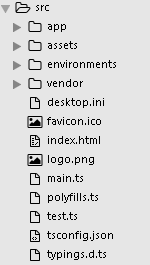 src
app
assets
environments
vendor
desktop.ini
favicon.ico
index.html
logo.png
main.ts
polyfills.ts
test.ts
tsconfig.json
typings.d.ts